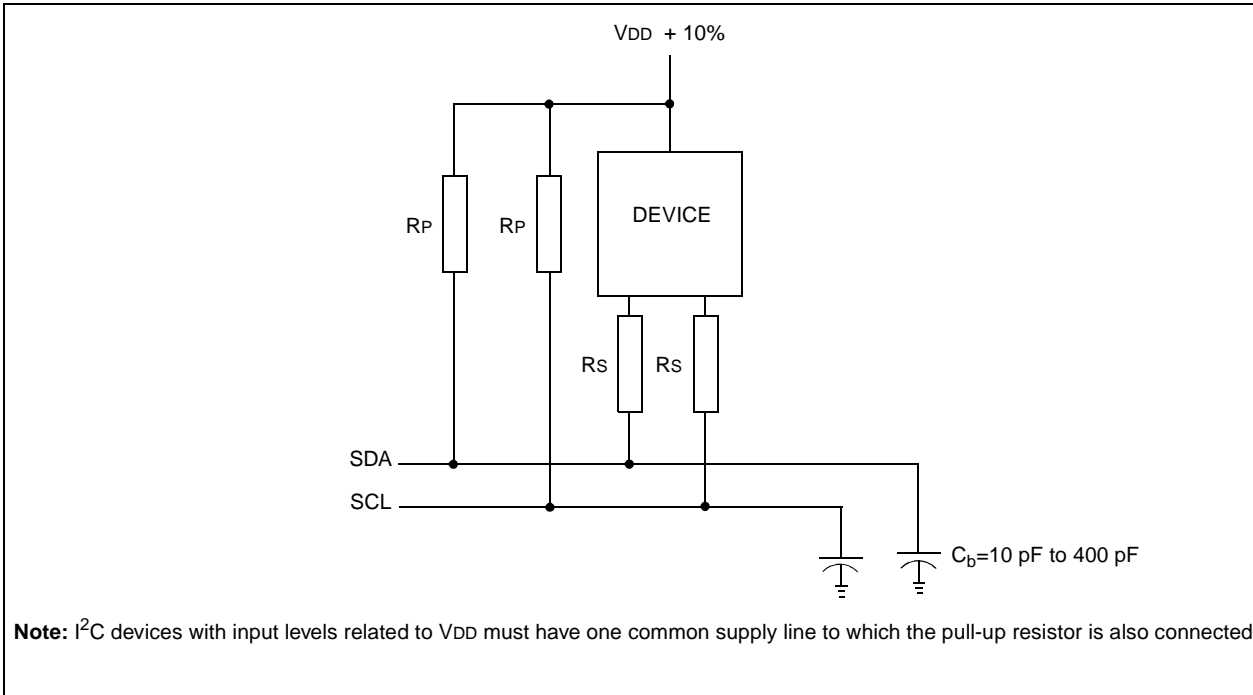 VDD + 10%
RP
RP
DEVICE
RS
RS
SDA
SCL
Cb=10 pF to 400 pF
Note: I2C devices with input levels related to VDD must have one common supply line to which the pull-up resistor is also connected